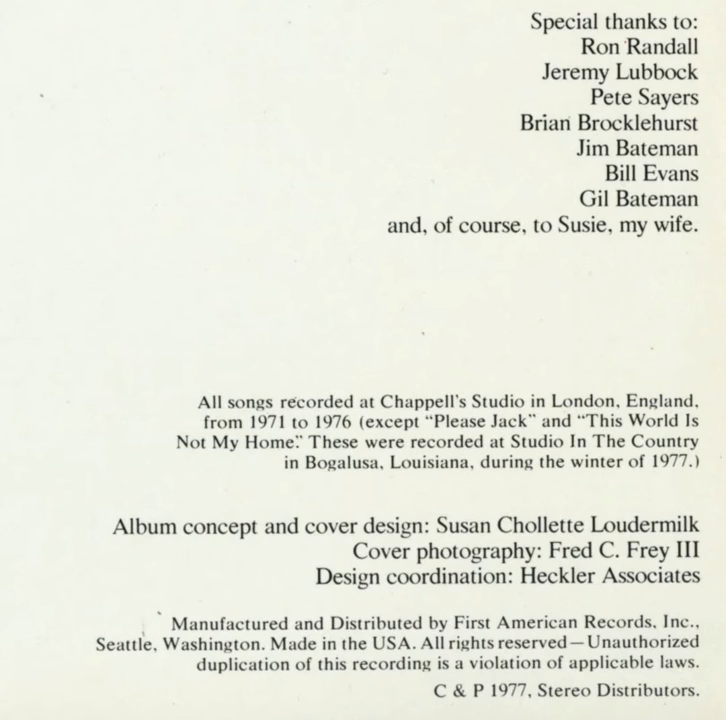 Special thanks to:
Ron Randall
Jeremy Lubbock
Pete Sayers
Brian Brocklehurst
Jim Bateman
Bill Evans
Gil Bateman
and, of course, to Susie, my wife.
All songs recorded at Chappell's Studio in London, England,
from 1971 to 1976 (except "Please Jack" and "This World Is
Not My Home." These were recorded at Studio In The Country
in Bogalusa, Louisiana, during the winter of 1977.)
Album concept and cover design: Susan Chollette Loudermilk
Cover photography: Fred C. Frey III
Design coordination: Heckler Associates
Manufactured and Distributed by First American Records, Inc.,
Seattle, Washington. Made in the USA. All rights reserved—Unauthorized
duplication of this recording is a violation of applicable laws.
C & P 1977, Stereo Distributors.